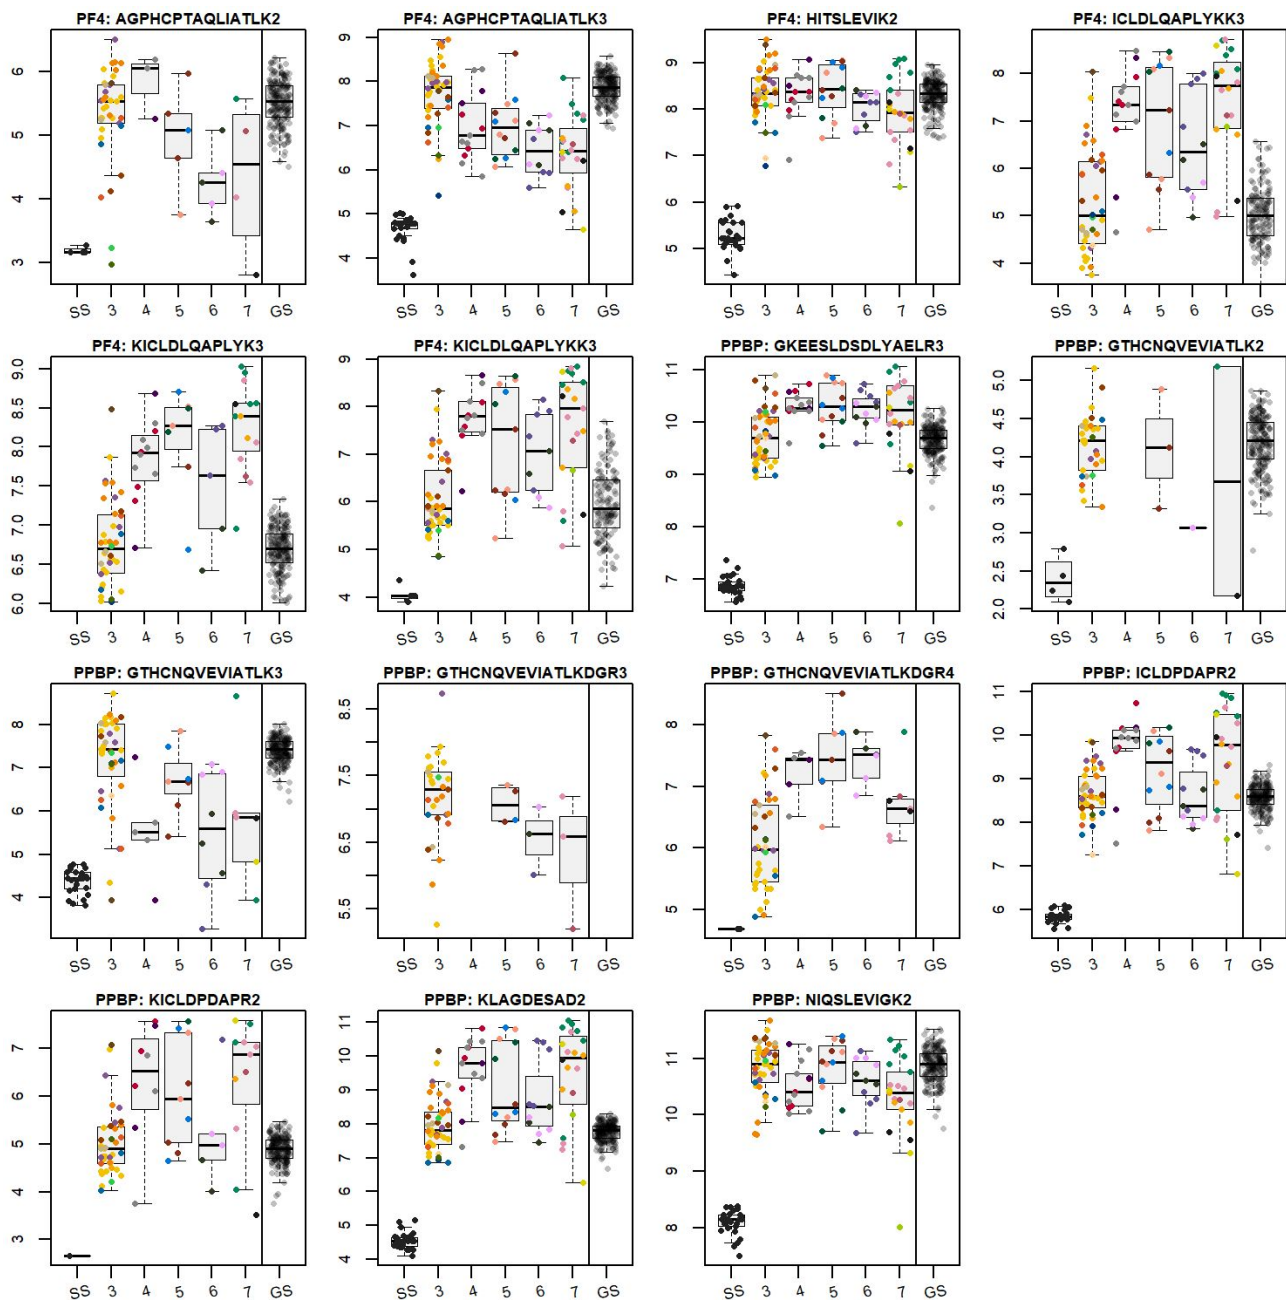 PF4: AGPHCPTAQLIATLK2
6
5
4
3
SS 3 4 5 6 7 GS
PF4: AGPHCPTAQLIATLK3
9
8
7
6
5
4
SS 3 4 5 6 7 GS
PF4: HITSLEVIK2
9
8
7
6
5
SS 3 4 5 6 7 GS
PF4: ICLDLQAPLYKK3
8
7
6
5
4
SS 3 4 5 6 7 GS
PF4: KICLDLQAPLYK3
9.0
8.5
8.0
7.5
7.0
6.5
6.0
SS 3 4 5 6 7 GS
PF4: KICLDLQAPLYKK3
9
8
7
6
5
4
SS 3 4 5 6 7 GS
PPBP: GKEESLDSDLYAELR3
11
10
9
8
7
SS 3 4 5 6 7 GS
PPBP: GTHCNQVEVIATLK2
5.0
4.5
4.0
3.5
3.0
2.5
2.0
SS 3 4 5 6 7 GS
PPBP: GTHCNQVEVIATLK3
8
7
6
5
4
SS 3 4 5 6 7 GS
PPBP: GTHCNQVEVIATLKDGR3
8.5
7.5
6.5
5.5
SS 3 4 5 6 7 GS
PPBP: GTHCNQVEVIATLKDGR4
8
7
6
5
SS 3 4 5 6 7 GS
PPBP: ICLDPDAPR2
11
10
9
8
7
6
SS 3 4 5 6 7 GS
PPBP: KICLDPDAPR2
7
6
5
4
3
SS 3 4 5 6 7 GS
PPBP: KLAGDESAD2
11
10
9
8
7
6
5
4
SS 3 4 5 6 7 GS
PPBP: NIQSLEVIGK2
11
10
9
8
SS 3 4 5 6 7 GS